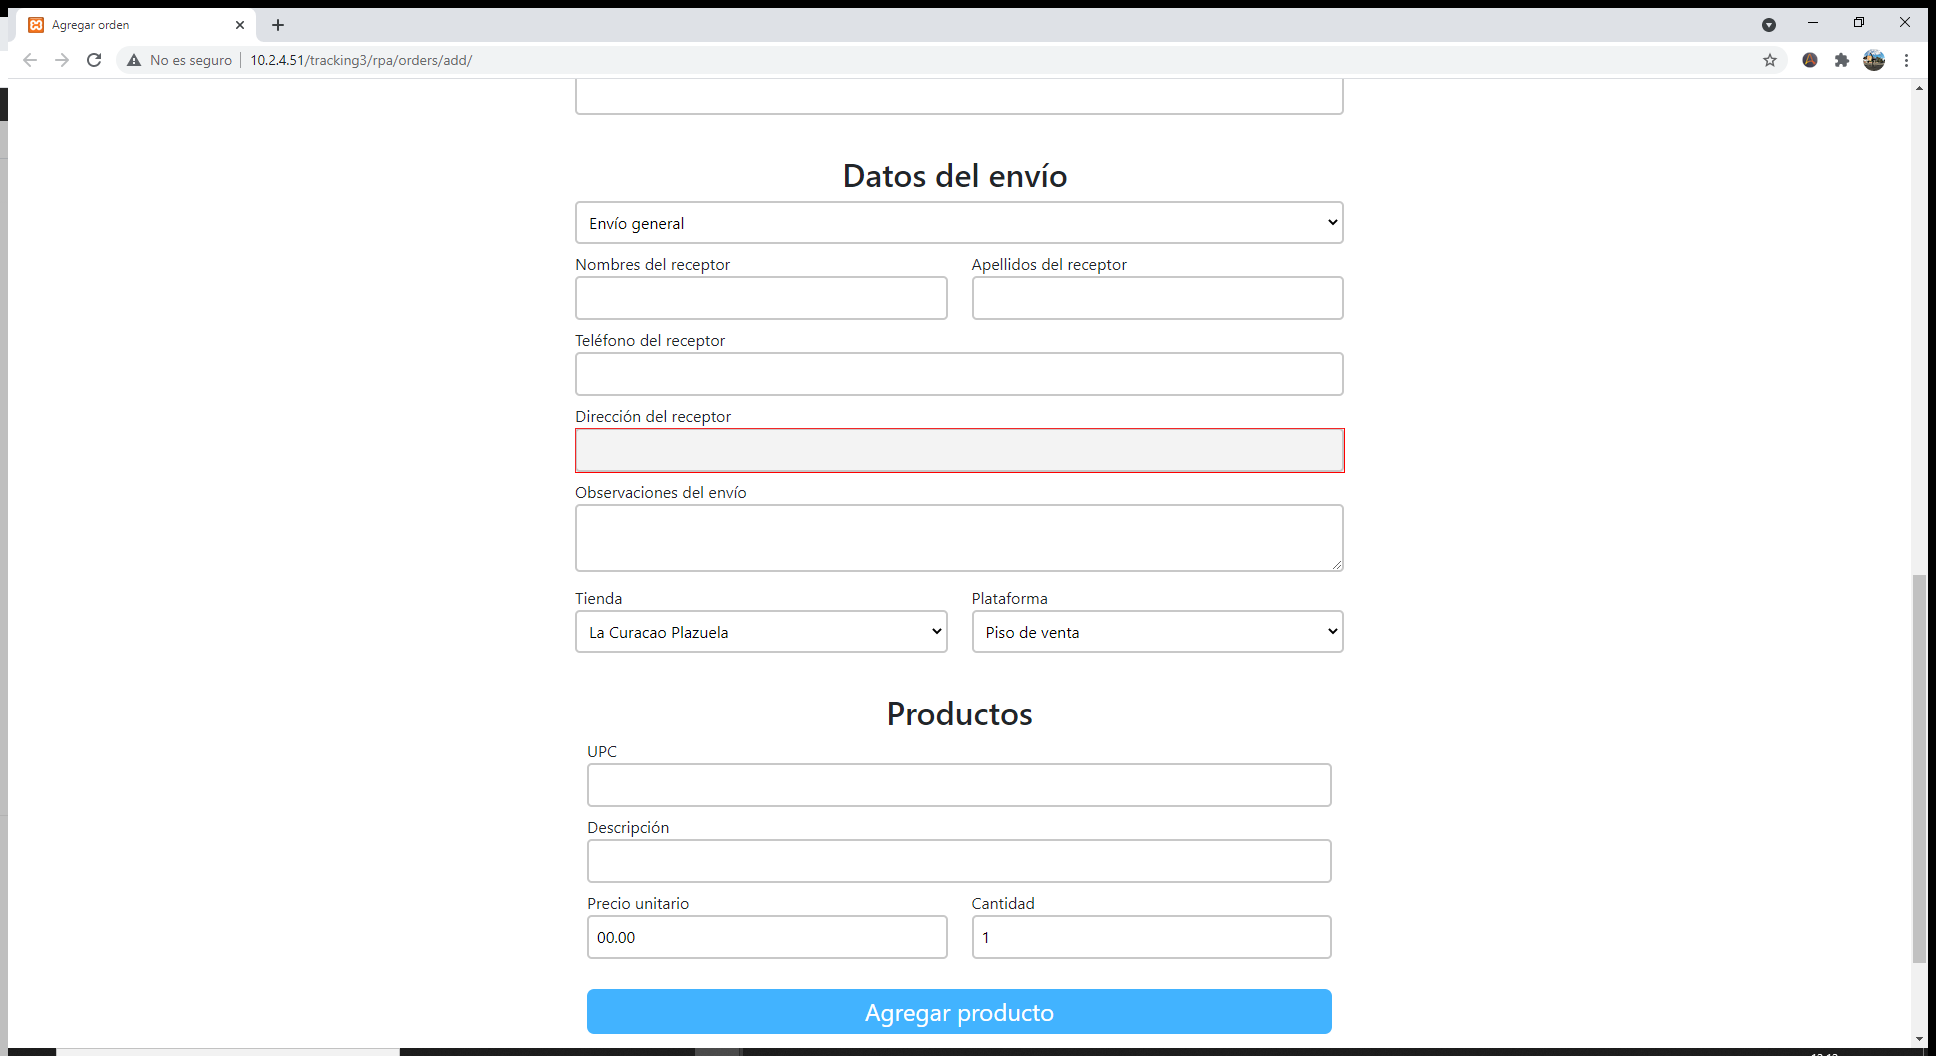 Agregar orden
No es seguro | 10.2.4.51/tracking3/rpa/orders/add/
Datos del envío
Envío general
Nombres del receptor Apellidos del receptor
Teléfono del receptor
Dirección del receptor
Observaciones del envío
Tienda Plataforma
La Curacao Plazuela Piso de venta
Productos
UPC
Descripción
Precio unitario Cantidad
00.00 1
Agregar producto